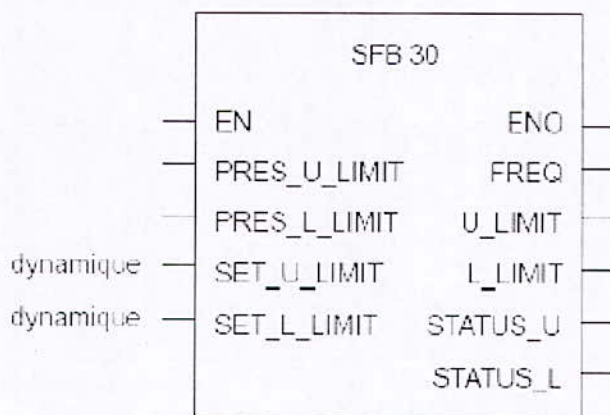 SFB 30
EN ENO
PRES_U_LIMIT FREQ
PRES_L_LIMIT U_LIMIT
dynamique SET_U_LIMIT L_LIMIT
dynamique SET_L_LIMIT STATUS_U
STATUS_L